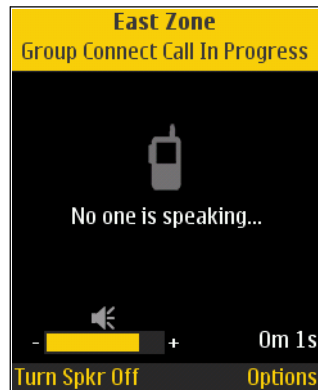 East Zone
Group Connect Call In Progress
No one is speaking...
- +
0m 1s
Turn Spkr Off
Options